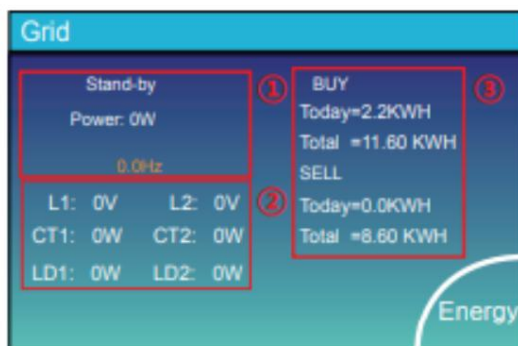 Grid
Stand-by
Power: 0W
0.0Hz
①
L1: 0V L2: 0V
CT1: 0W CT2: 0W
LD1: 0W LD2: 0W
②
BUY
Today=2.2KWH
Total =11.60 KWH
SELL
Today=0.0KWH
Total =8.60 KWH
③
Energy